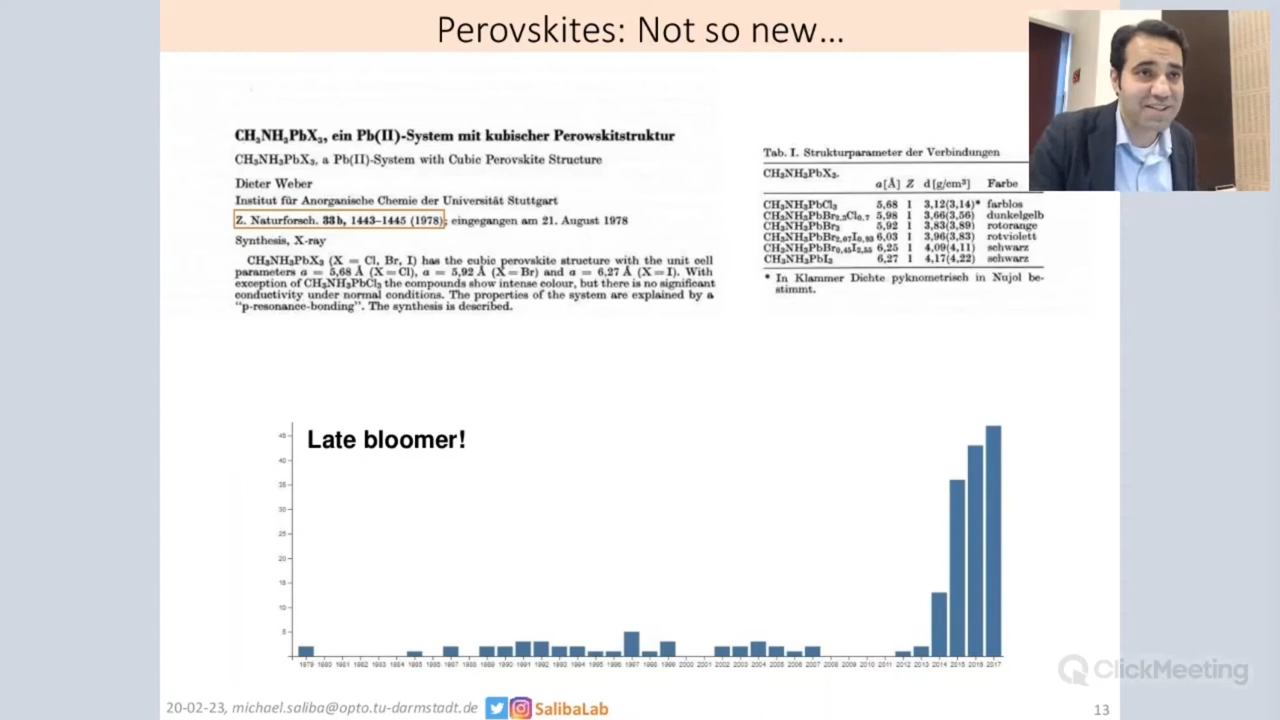 Perovskites: Not so new...
CH₃NH₃PbX₃, ein Pb(II)-System mit kubischer Perowskitstruktur
CH₃NH₃PbX₃, a Pb(II)-System with Cubic Perovskite Structure
Dieter Weber
Institut für Anorganische Chemie der Universität Stuttgart
Z. Naturforsch. 33b, 1443–1445 (1978); eingegangen am 21. August 1978
Synthesis, X-ray
CH₃NH₃PbX₃ (X = Cl, Br, I) has the cubic perovskite structure with the unit cell
parameters a = 5,68 Å (X=Cl), a = 5,92 Å (X=Br) and a = 6,27 Å (X=I). With
exception of CH₃NH₃PbCl₃ the compounds show intense colour, but there is no significant
conductivity under normal conditions. The properties of the system are explained by a
"p-resonance-bonding". The synthesis is described.
Tab. I. Strukturparameter der Verbindungen
CH₃NH₃PbX₃.
a[Å] Z d[g/cm³] Farbe
CH₃NH₃PbCl₃ 5,68 1 3,12(3,14)* farblos
CH₃NH₃PbBr₂,₃Cl₀,₇ 5,98 1 3,66(3,56) dunkelgelb
CH₃NH₃PbBr₃ 5,92 1 3,83(3,89) rotorange
CH₃NH₃PbBr₂,₀₇I₀,₉₃ 6,03 1 3,96(3,83) rotviolett
CH₃NH₃PbBr₀,₄₅I₂,₅₅ 6,25 1 4,09(4,11) schwarz
CH₃NH₃PbI₃ 6,27 1 4,17(4,22) schwarz
* In Klammer Dichte pyknometrisch in Nujol be-
stimmt.
Late bloomer!
45
40
35
30
25
20
15
10
5
1979 1980 1981 1982 1983 1984 1985 1986 1987 1988 1989 1990 1991 1992 1993 1994 1995 1996 1997 1998 1999 2000 2001 2002 2003 2004 2005 2006 2007 2008 2009 2010 2011 2012 2013 2014 2015 2016 2017
ClickMeeting
20-02-23, michael.saliba@opto.tu-darmstadt.de SalibaLab 13